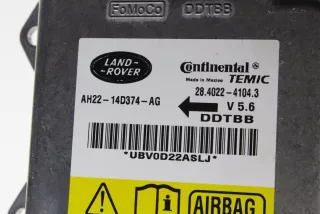 FoMoCo DDTBB
LAND-
ROVER
Continental
Made in Mexico TEMIC
AH22-14D374-AG
28.4022-4104.3
V 5.6
DDTBB
*UBV0D22ASLJ*
AIRBAG